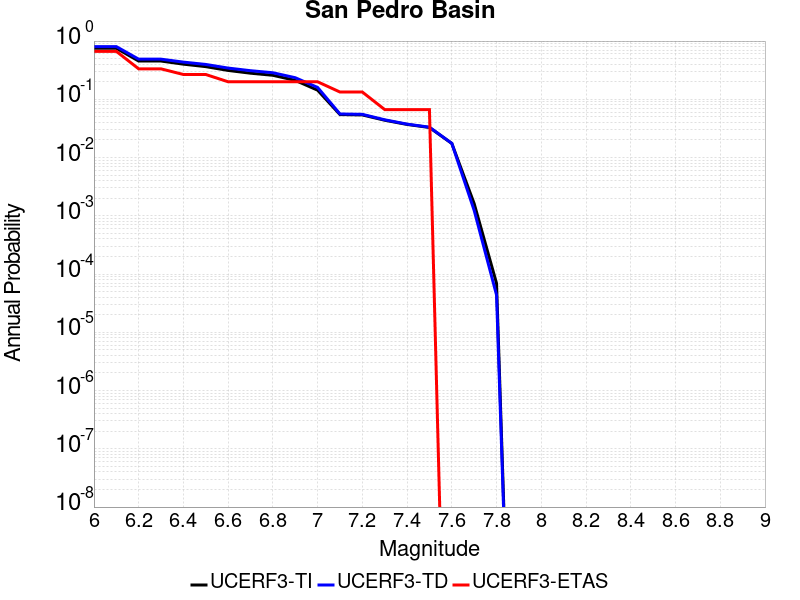 San Pedro Basin
10^0
10^-1
10^-2
10^-3
10^-4
10^-5
10^-6
10^-7
10^-8
Annual Probability
6 6.2 6.4 6.6 6.8 7 7.2 7.4 7.6 7.8 8 8.2 8.4 8.6 8.8 9
Magnitude
UCERF3-TI UCERF3-TD UCERF3-ETAS